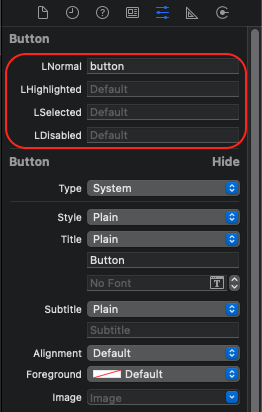 Button
LNormal button
LHighlighted Default
LSelected Default
LDisabled Default
Button Hide
Type System
Style Plain
Title Plain
Button
No Font T
Subtitle Plain
Subtitle
Alignment Default
Foreground Default
Image Image